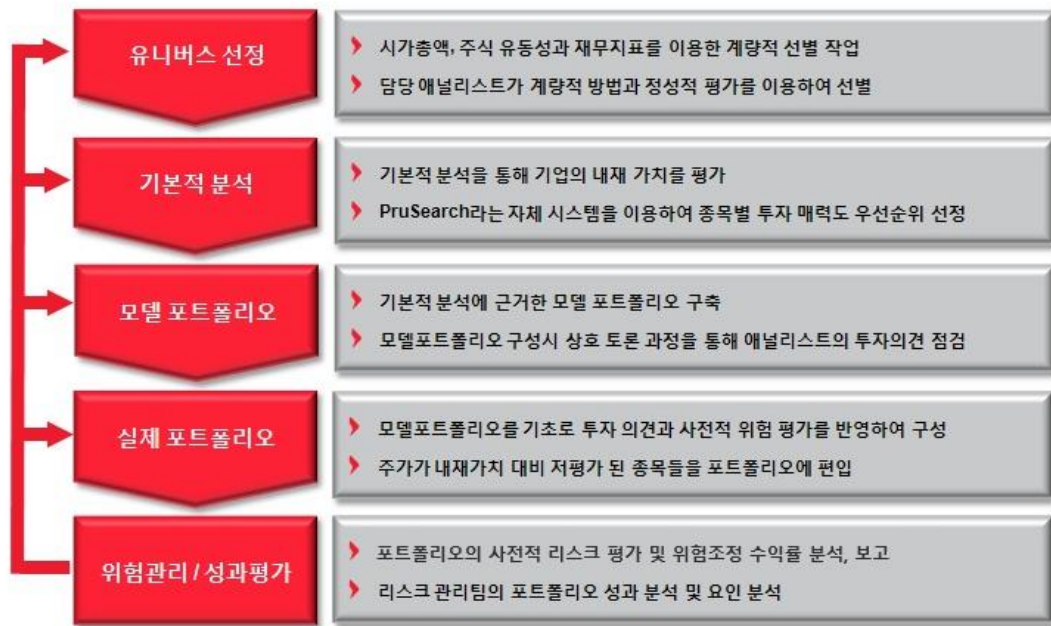 유니버스 선정
시가총액, 주식 유동성과 재무지표를 이용한 계량적 선별 작업
담당 애널리스트가 계량적 방법과 정성적 평가를 이용하여 선별
기본적 분석
기본적 분석을 통해 기업의 내재 가치를 평가
PruSearch라는 자체 시스템을 이용하여 종목별 투자 매력도 우선순위 선정
모델 포트폴리오
기본적 분석에 근거한 모델 포트폴리오 구축
모델포트폴리오 구성시 상호 토론 과정을 통해 애널리스트의 투자의견 점검
실제 포트폴리오
모델포트폴리오를 기초로 투자 의견과 사전적 위험 평가를 반영하여 구성
주가가 내재가치 대비 저평가 된 종목들을 포트폴리오에 편입
위험관리 / 성과평가
포트폴리오의 사전적 리스크 평가 및 위험조정 수익률 분석, 보고
리스크 관리팀의 포트폴리오 성과 분석 및 요인 분석